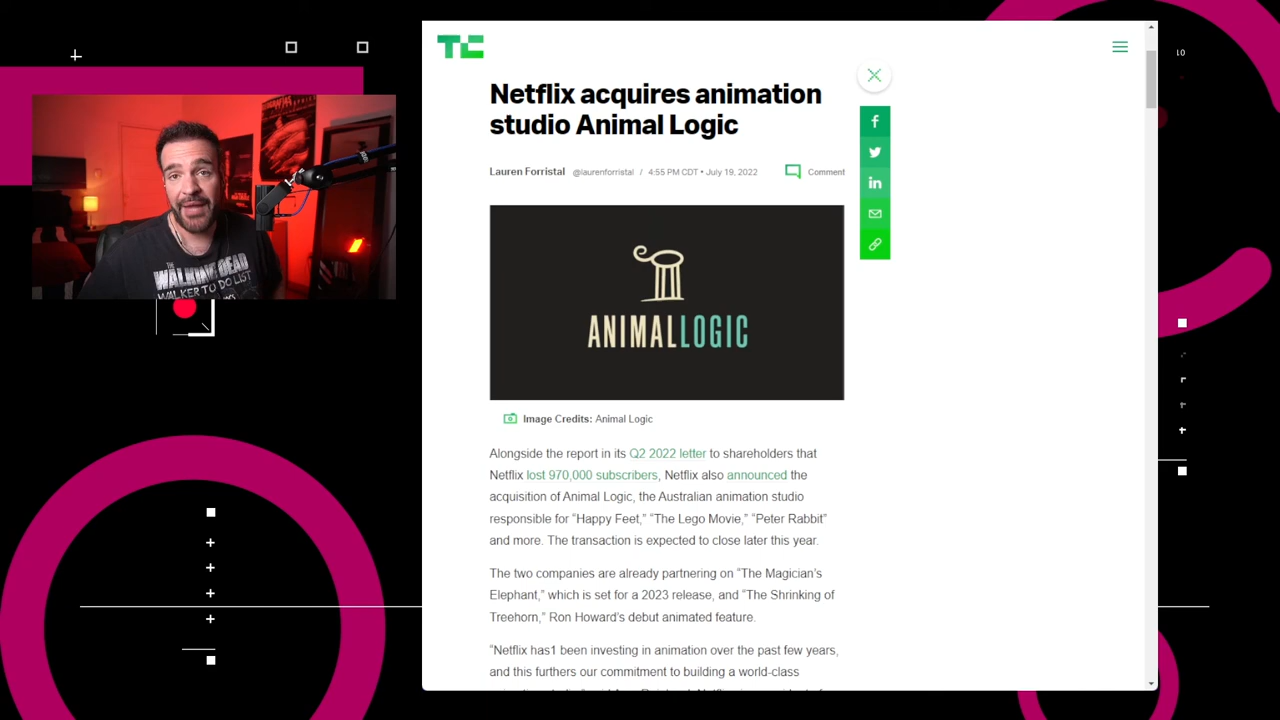 TC
10
Netflix acquires animation
studio Animal Logic
Lauren Forristal @laurenforristal / 4:55 PM CDT • July 19, 2022 Comment
THE
WALKING DEAD
WALKER TO DO LIST
ANIMALLOGIC
Image Credits: Animal Logic
Alongside the report in its Q2 2022 letter to shareholders that
Netflix lost 970,000 subscribers, Netflix also announced the
acquisition of Animal Logic, the Australian animation studio
responsible for “Happy Feet,” “The Lego Movie,” “Peter Rabbit”
and more. The transaction is expected to close later this year.
The two companies are already partnering on “The Magician’s
Elephant,” which is set for a 2023 release, and “The Shrinking of
Treehorn,” Ron Howard’s debut animated feature.
“Netflix has1 been investing in animation over the past few years,
and this furthers our commitment to building a world-class